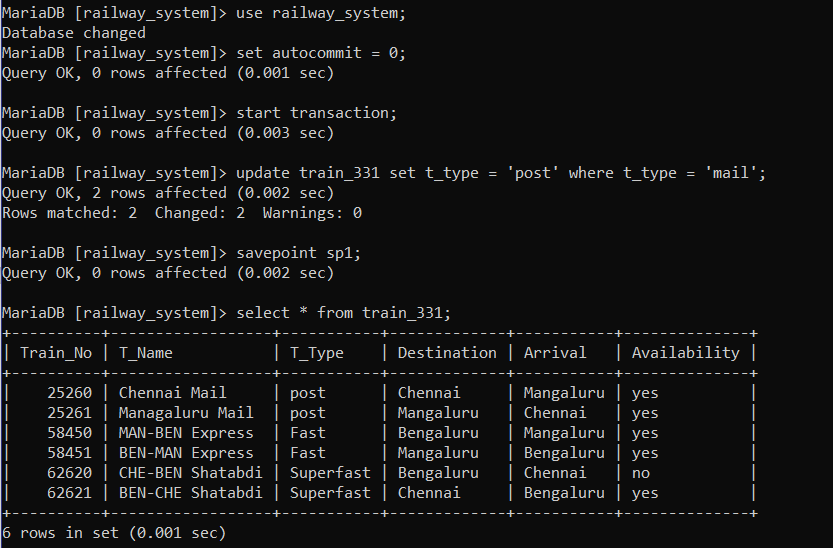 MariaDB [railway_system]> use railway_system;
Database changed
MariaDB [railway_system]> set autocommit = 0;
Query OK, 0 rows affected (0.001 sec)
MariaDB [railway_system]> start transaction;
Query OK, 0 rows affected (0.003 sec)
MariaDB [railway_system]> update train_331 set t_type = 'post' where t_type = 'mail';
Query OK, 2 rows affected (0.002 sec)
Rows matched: 2  Changed: 2  Warnings: 0
MariaDB [railway_system]> savepoint sp1;
Query OK, 0 rows affected (0.002 sec)
MariaDB [railway_system]> select * from train_331;
+----------+-----------------+-----------+-------------+-----------+--------------+
| Train_No | T_Name          | T_Type    | Destination | Arrival   | Availability |
+----------+-----------------+-----------+-------------+-----------+--------------+
|    25260 | Chennai Mail    | post      | Chennai     | Mangaluru | yes          |
|    25261 | Managaluru Mail | post      | Mangaluru   | Chennai   | yes          |
|    58450 | MAN-BEN Express | Fast      | Bengaluru   | Mangaluru | yes          |
|    58451 | BEN-MAN Express | Fast      | Mangaluru   | Bengaluru | yes          |
|    62620 | CHE-BEN Shatabdi | Superfast | Bengaluru   | Chennai   | no           |
|    62621 | BEN-CHE Shatabdi | Superfast | Chennai     | Bengaluru | yes          |
+----------+-----------------+-----------+-------------+-----------+--------------+
6 rows in set (0.001 sec)